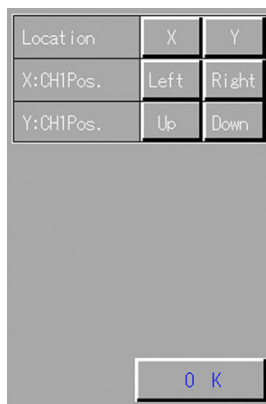 Location X Y
X:CH1Pos. Left Right
Y:CH1Pos. Up Down
O K